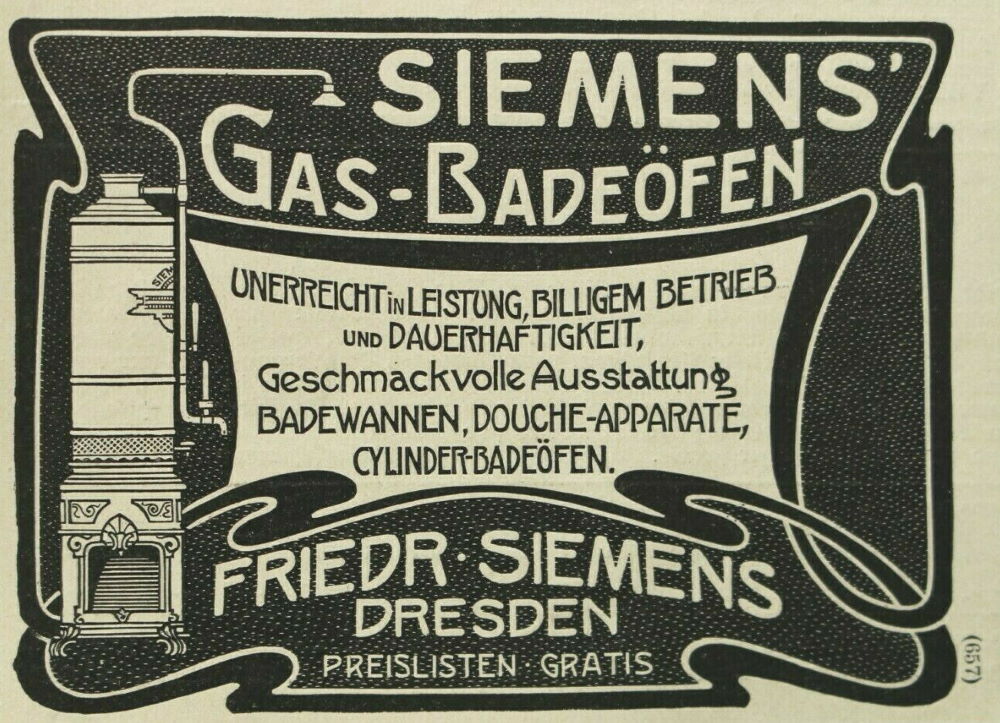 SIEMENS'
GAS-BADEÖFEN
SIEM
UNERREICHT in LEISTUNG, BILLIGEM BETRIEB
UND DAUERHAFTIGKEIT,
Geschmackvolle Ausstattung
BADEWANNEN, DOUCHE-APPARATE,
CYLINDER-BADEÖFEN.
FRIEDR · SIEMENS
DRESDEN
PREISLISTEN · GRATIS
(657)